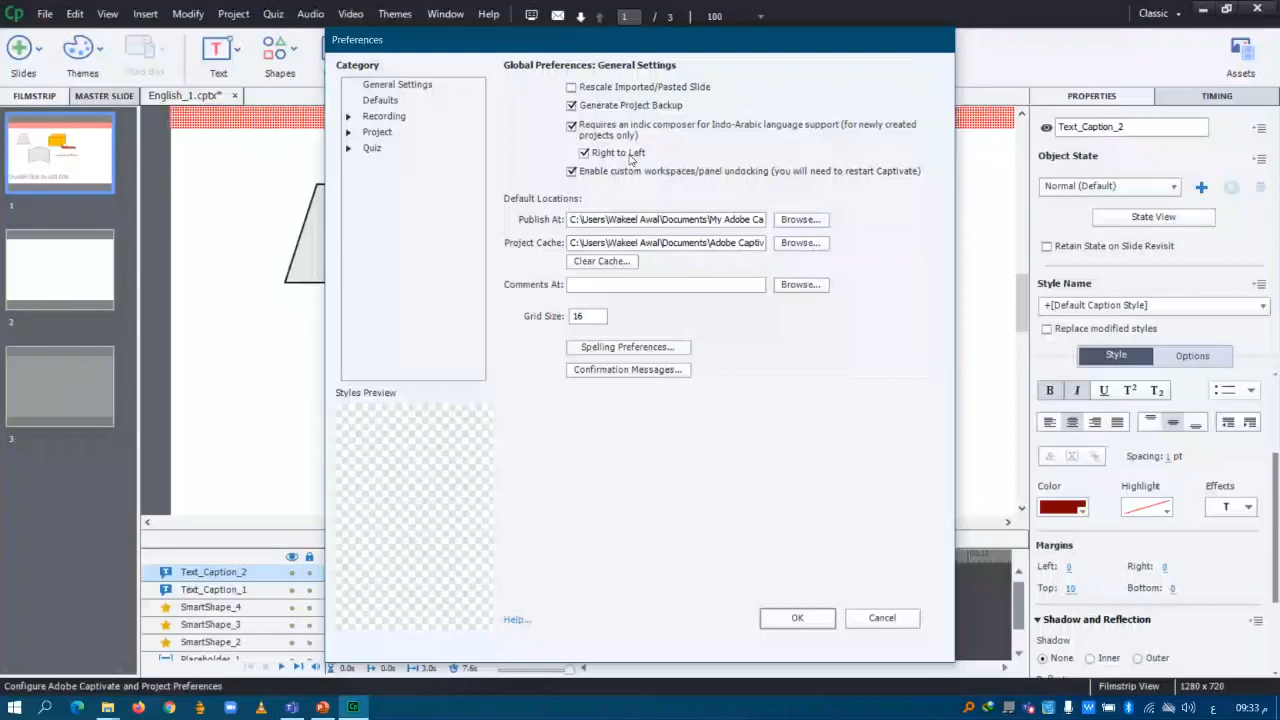 Cp File Edit View Insert Modify Project Quiz Audio Video Themes Window Help 1 / 3 100 Classic
Slides Themes Text Shapes Assets
FILMSTRIP MASTER SLIDE English_1.cptx* × PROPERTIES TIMING
Preferences
Category
General Settings
Defaults
Recording
Project
Quiz
Styles Preview
Global Preferences: General Settings
Rescale Imported/Pasted Slide
Generate Project Backup
Requires an indic composer for Indo-Arabic language support (for newly created
projects only)
Right to Left
Enable custom workspaces/panel undocking (you will need to restart Captivate)
Default Locations:
Publish At: C:\Users\Wakeel Awal\Documents\My Adobe Ca Browse...
Project Cache: C:\Users\Wakeel Awal\Documents\Adobe Captiv Browse...
Clear Cache...
Comments At: Browse...
Grid Size: 16
Spelling Preferences...
Confirmation Messages...
Help...
OK Cancel
1
2
3
Text_Caption_2
Object State
Normal (Default)
State View
Retain State on Slide Revisit
Style Name
+[Default Caption Style]
Replace modified styles
Style Options
B I U T² T₂
Spacing: 1 pt
Color Highlight Effects
T
Margins
Left: 0 Right: 0
Top: 10 Bottom: 0
Shadow and Reflection
Shadow
None Inner Outer
Text_Caption_2
Text_Caption_1
SmartShape_4
SmartShape_3
SmartShape_2
Placeholder_1
0.0s 0.0s 3.0s 7.6s
Configure Adobe Captivate and Project Preferences Filmstrip View 1280 x 720
ع 09:33 م